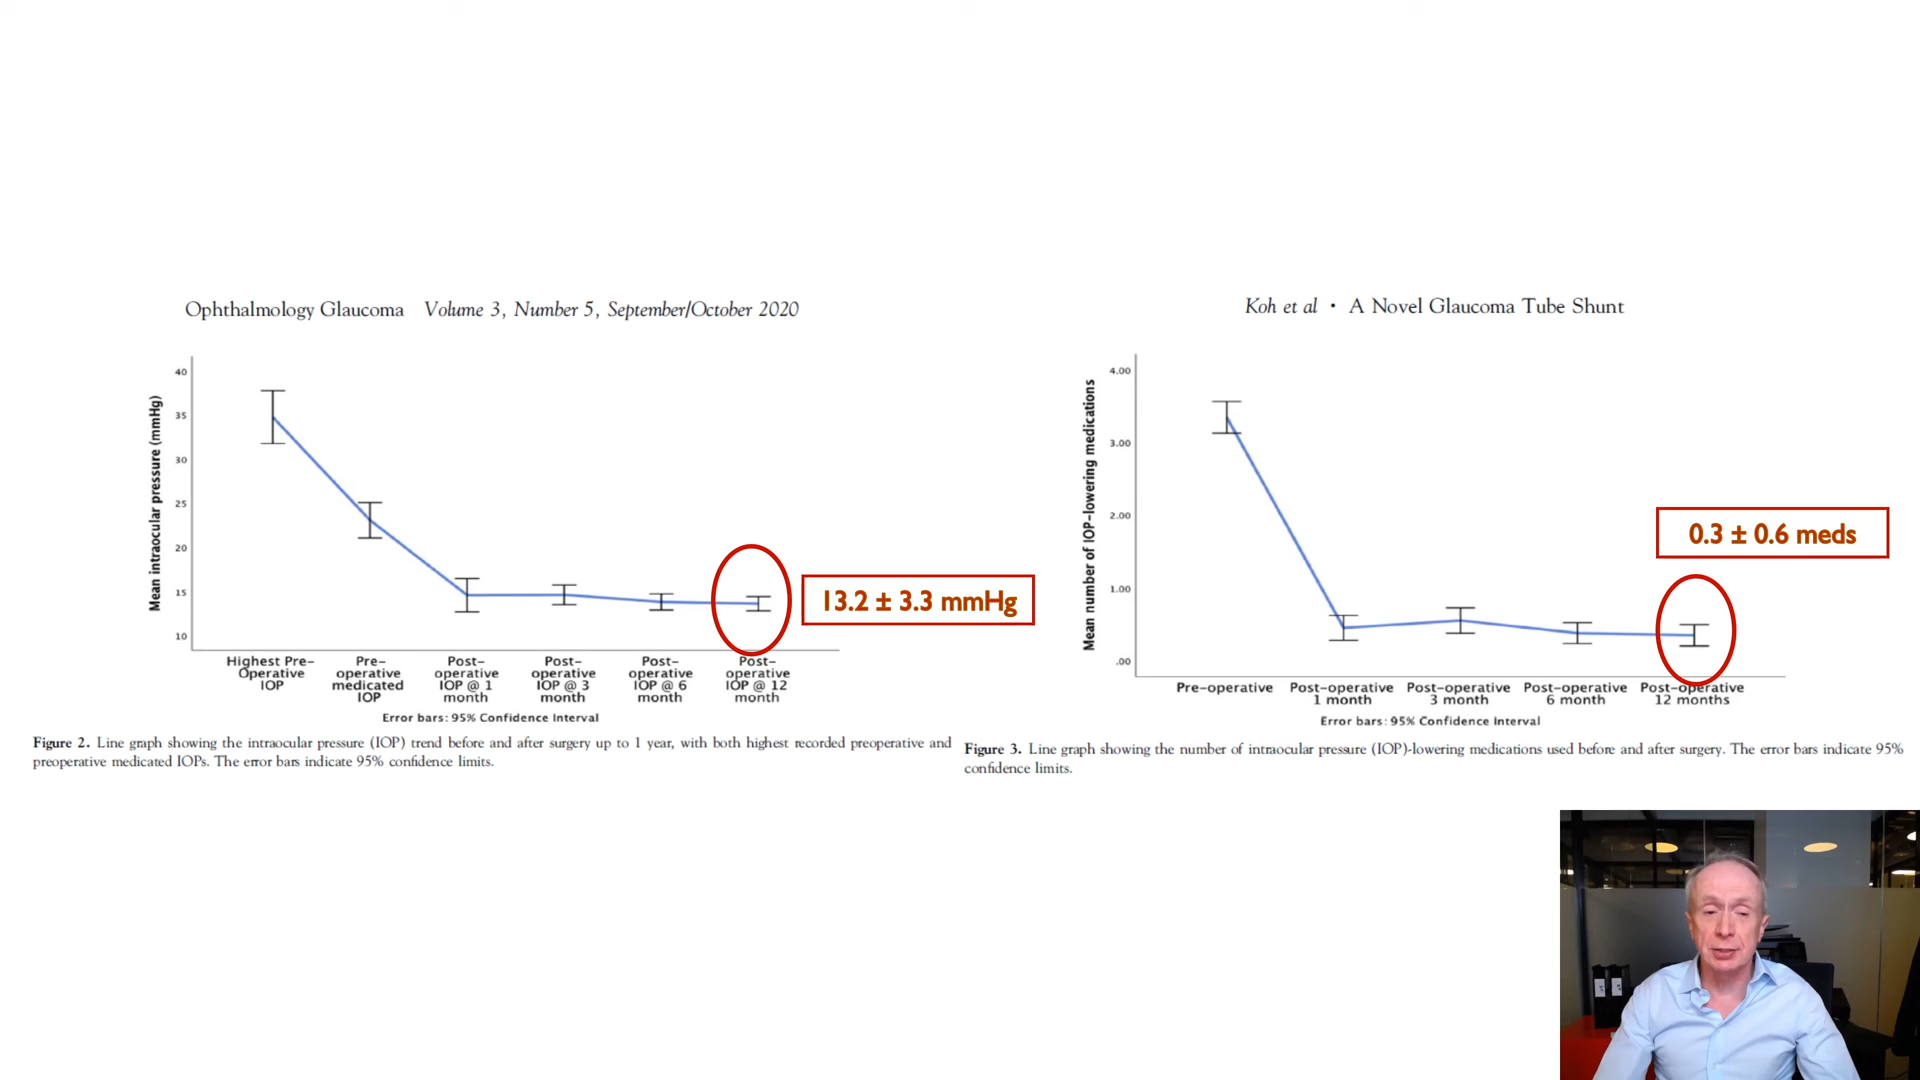 Ophthalmology Glaucoma Volume 3, Number 5, September/October 2020
Mean intraocular pressure (mmHg)
40
35
30
25
20
15
10
Highest Pre-
Operative
IOP
Pre-
operative
medicated
IOP
Post-
operative
IOP @ 1
month
Post-
operative
IOP @ 3
month
Post-
operative
IOP @ 6
month
Post-
operative
IOP @ 12
month
Error bars: 95% Confidence Interval
13.2 ± 3.3 mmHg
Figure 2. Line graph showing the intraocular pressure (IOP) trend before and after surgery up to 1 year, with both highest recorded preoperative and
preoperative medicated IOPs. The error bars indicate 95% confidence limits.
Koh et al • A Novel Glaucoma Tube Shunt
Mean number of IOP-lowering medications
4.00
3.00
2.00
1.00
.00
Pre-operative
Post-operative
1 month
Post-operative
3 month
Post-operative
6 month
Post-operative
12 months
Error bars: 95% Confidence Interval
0.3 ± 0.6 meds
Figure 3. Line graph showing the number of intraocular pressure (IOP)-lowering medications used before and after surgery. The error bars indicate 95%
confidence limits.